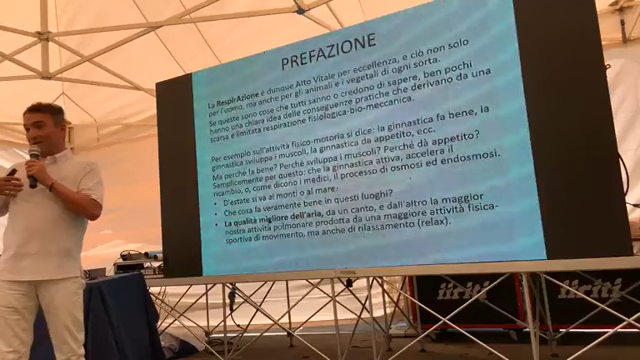 PREFAZIONE
La RespirAzione è dunque Atto Vitale per eccellenza, e ciò non solo
per l'uomo, ma anche per gli animali e i vegetali di ogni sorta.
Se queste sono cose che tutti sanno o credono di sapere, ben pochi
hanno una chiara idea delle conseguenze pratiche che derivano da una
scarsa e limitata respirazione fisiologica-bio-meccanica.
Per esempio sull'attività fisico-motoria si dice: la ginnastica fa bene, la
ginnastica sviluppa i muscoli, la ginnastica dà appetito, ecc.
Ma perché fa bene? Perché sviluppa i muscoli? Perché dà appetito?
Semplicemente per questo: che la ginnastica attiva, accelera il
ricambio, o, come dicono i medici, il processo di osmosi ed endosmosi.
• D'estate si va ai monti o al mare:
• Che cosa fa veramente bene in questi luoghi?
• La qualità migliore dell'aria, da un canto, e dall'altro la maggior
nostra attività polmonare prodotta da una maggiore attività fisica-
sportiva di movimento, ma anche di rilassamento (relax).